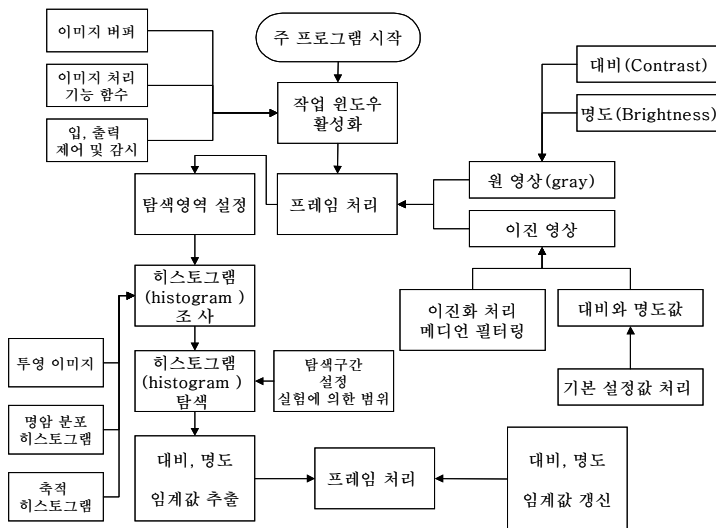 이미지 버퍼
이미지 처리
기능 함수
입, 출력
제어 및 감시
주 프로그램 시작
작업 윈도우
활성화
대비(Contrast)
명도(Brightness)
탐색영역 설정
프레임 처리
원 영상(gray)
이진 영상
히스토그램
(histogram )
조 사
이진화 처리
메디언 필터링
대비와 명도값
투영 이미지
히스토그램
(histogram )
탐색
탐색구간
설정
실험에 의한 범위
기본 설정값 처리
명암 분포
히스토그램
축적
히스토그램
대비, 명도
임계값 추출
프레임 처리
대비, 명도
임계값 갱신